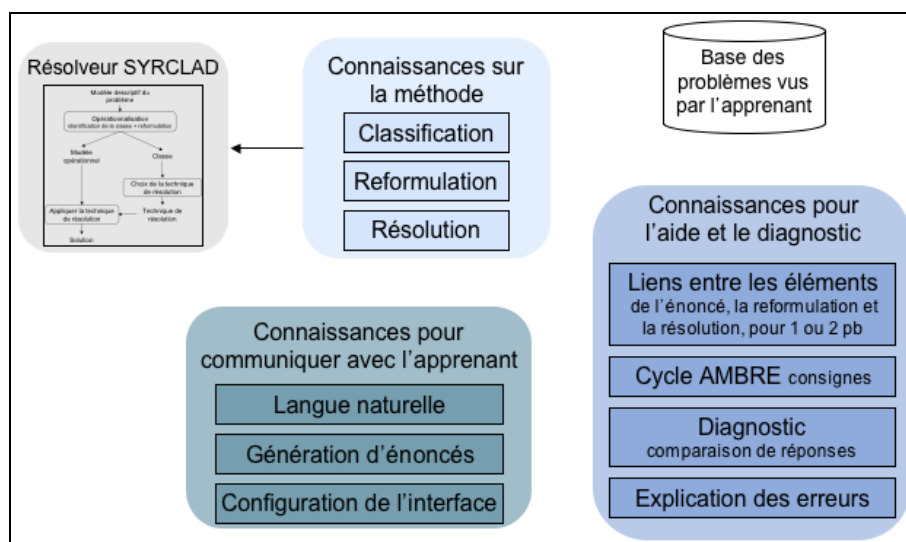 Résolveur SYRCLAD
Modèle descriptif du
problème
Opérationnalisation
identification de la classe + reformulation
Modèle
opérationnel
Classe
Choix de la technique
de résolution
Appliquer la technique
de résolution
Technique de
résolution
Solution
Connaissances sur
la méthode
Classification
Reformulation
Résolution
Base des
problèmes vus
par l'apprenant
Connaissances pour
l'aide et le diagnostic
Liens entre les éléments
de l'énoncé, la reformulation et
la résolution, pour 1 ou 2 pb
Cycle AMBRE consignes
Diagnostic
comparaison de réponses
Explication des erreurs
Connaissances pour
communiquer avec l'apprenant
Langue naturelle
Génération d'énoncés
Configuration de l'interface